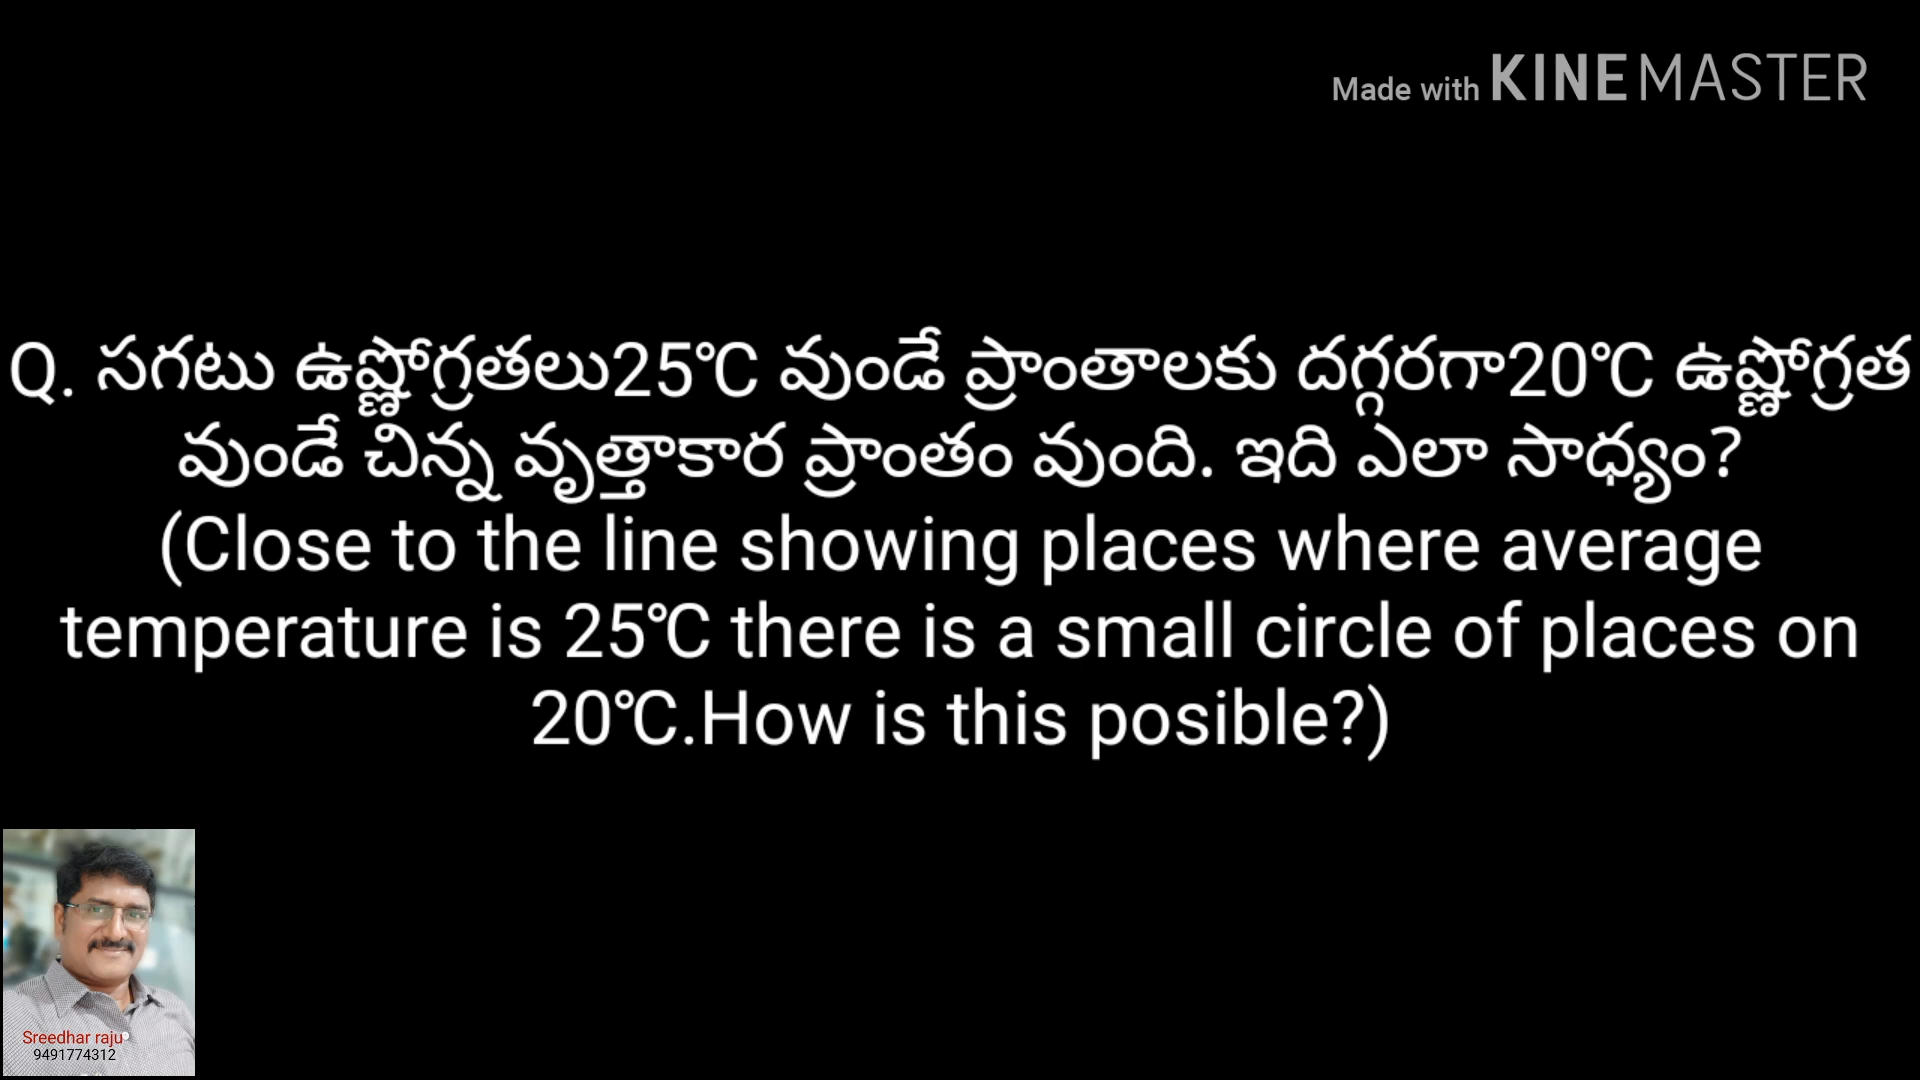 Made with KINEMASTER
Q. సగటు ఉష్ణోగ్రతలు25℃ వుండే ప్రాంతాలకు దగ్గరగా20℃ ఉష్ణోగ్రత
వుండే చిన్న వృత్తాకార ప్రాంతం వుంది. ఇది ఎలా సాధ్యం?
(Close to the line showing places where average
temperature is 25℃ there is a small circle of places on
20℃.How is this posible?)
Sreedhar raju
9491774312